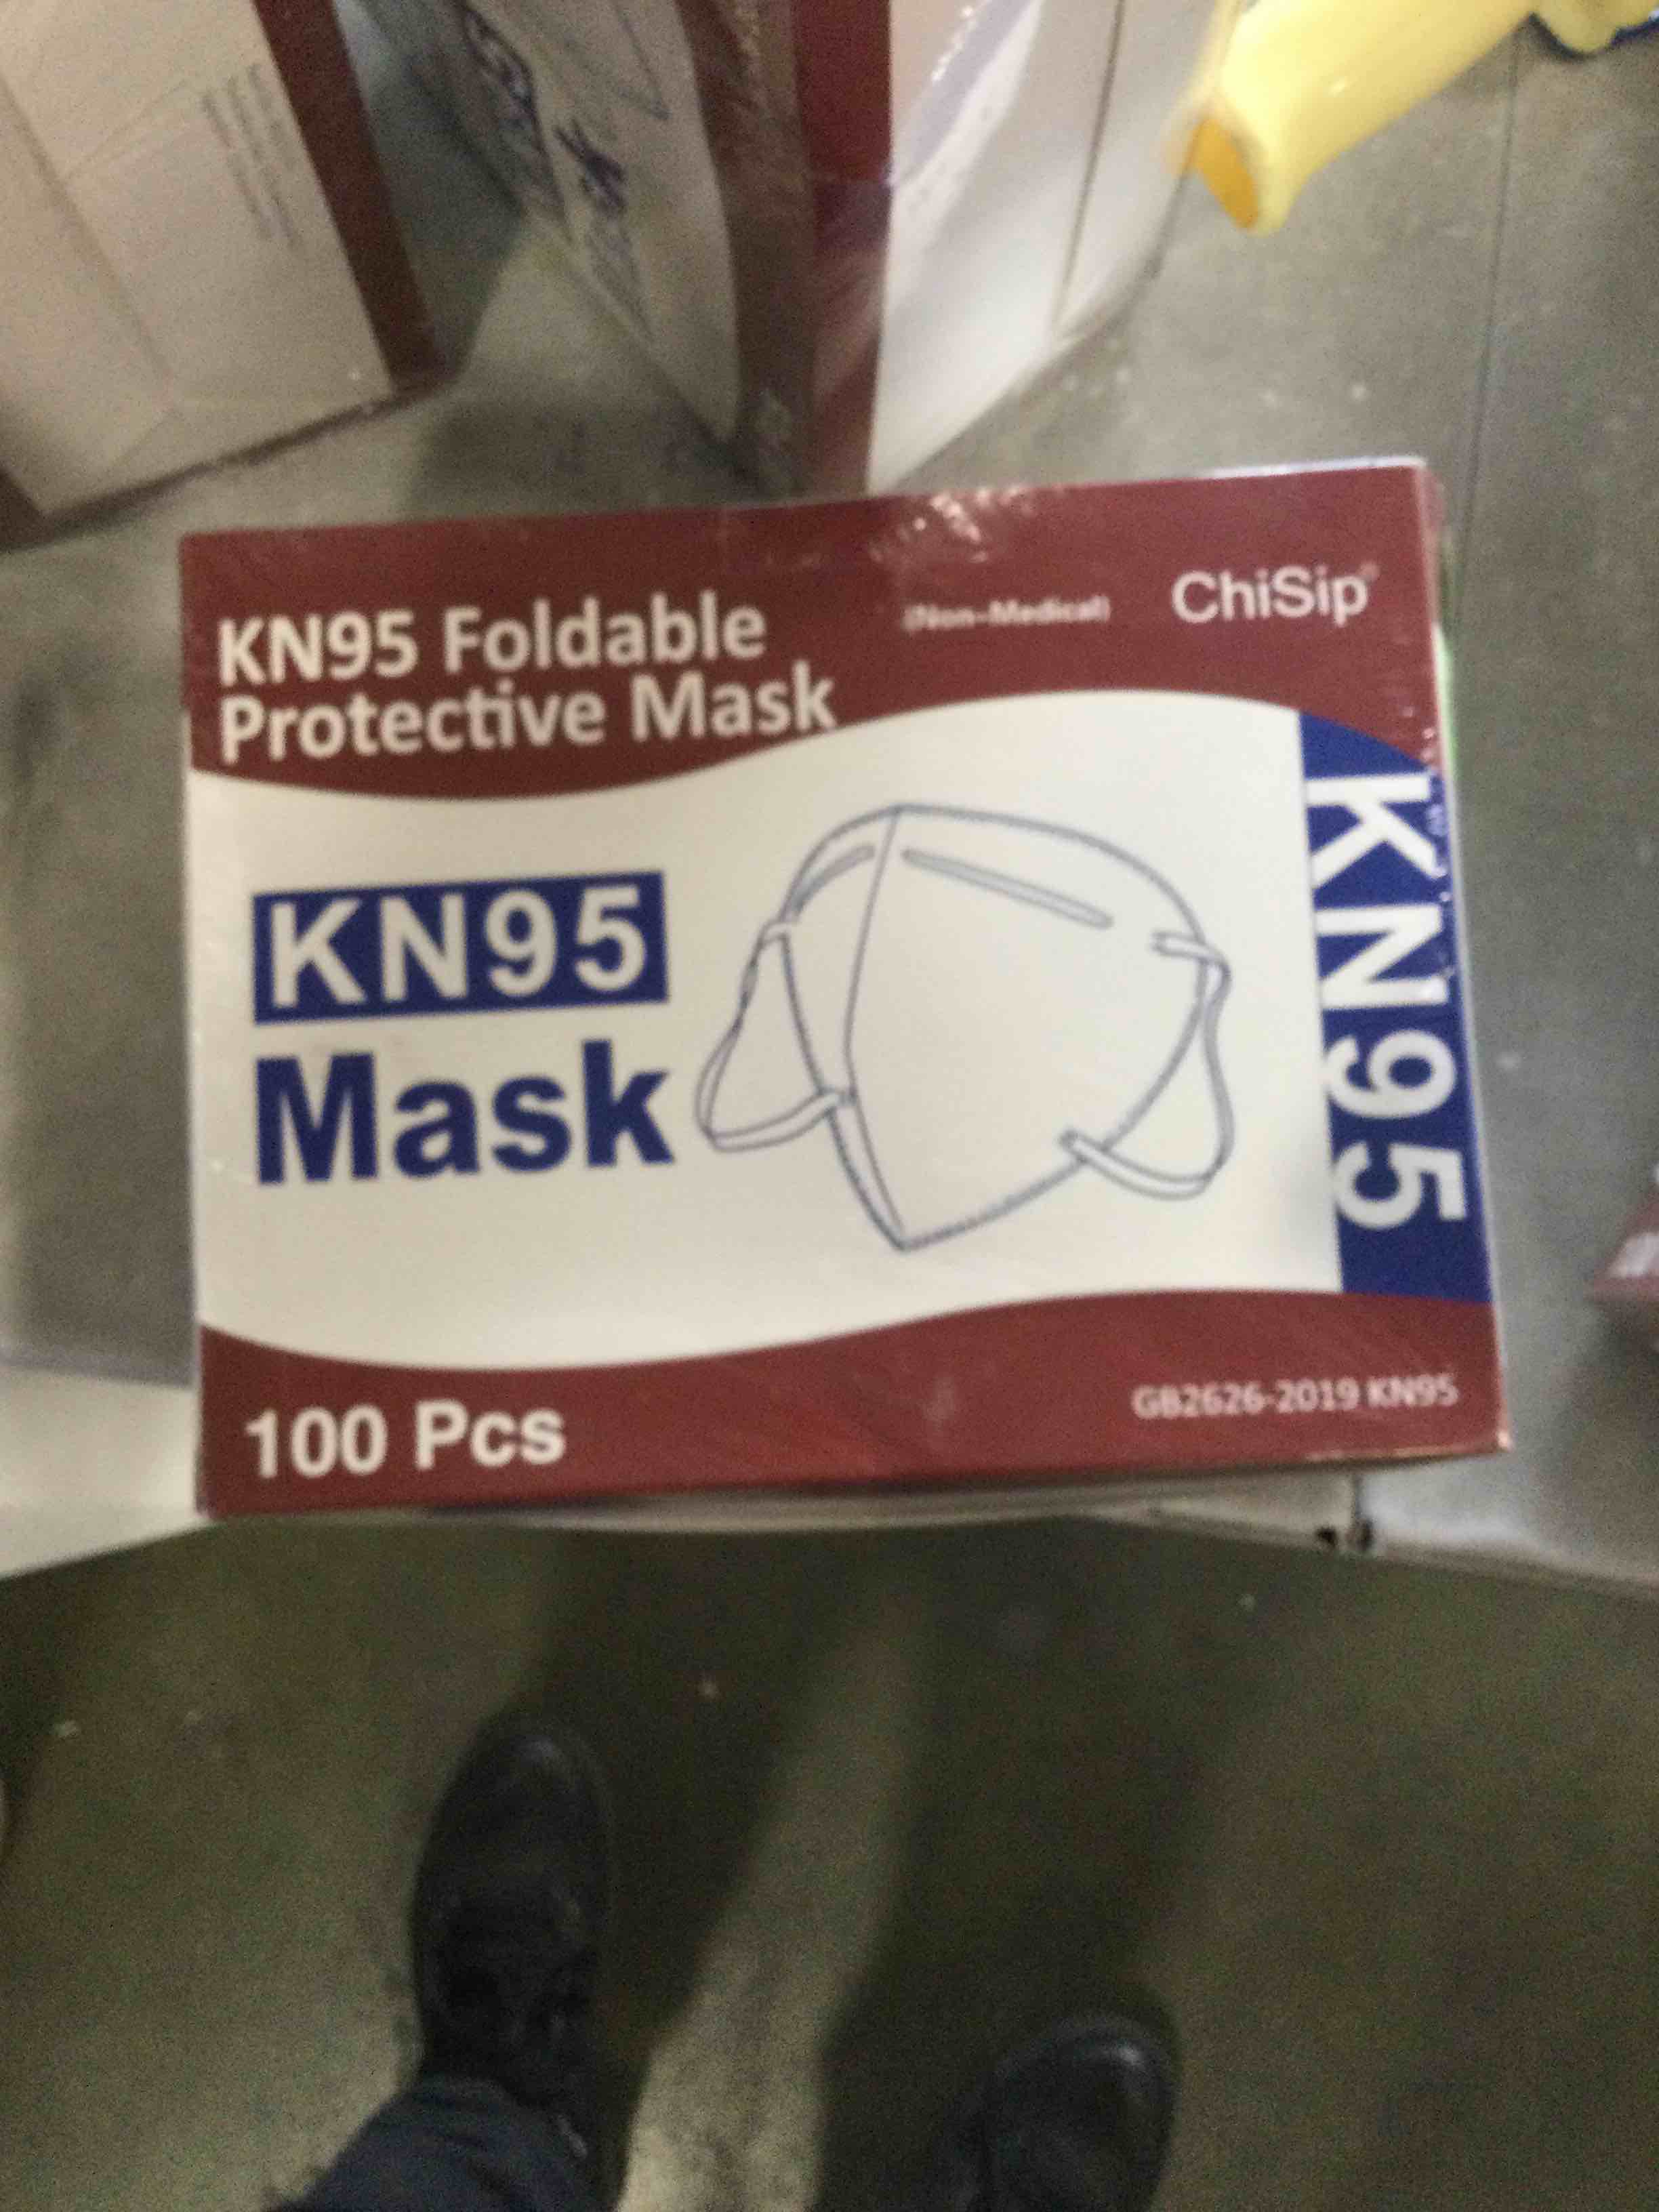 KN95 Foldable
Protective Mask
(Non-Medical)
ChiSip
KN95
Mask
KN95
100 Pcs
GB2626-2019 KN95